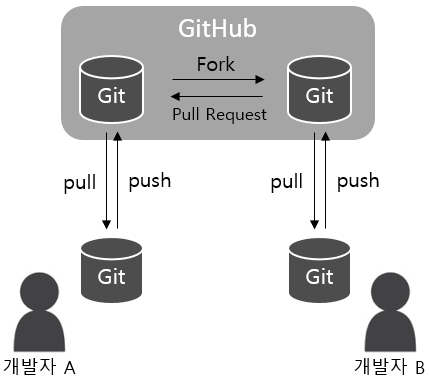 GitHub
Fork
Git
Git
Pull Request
pull
push
pull
push
Git
Git
개발자 A
개발자 B